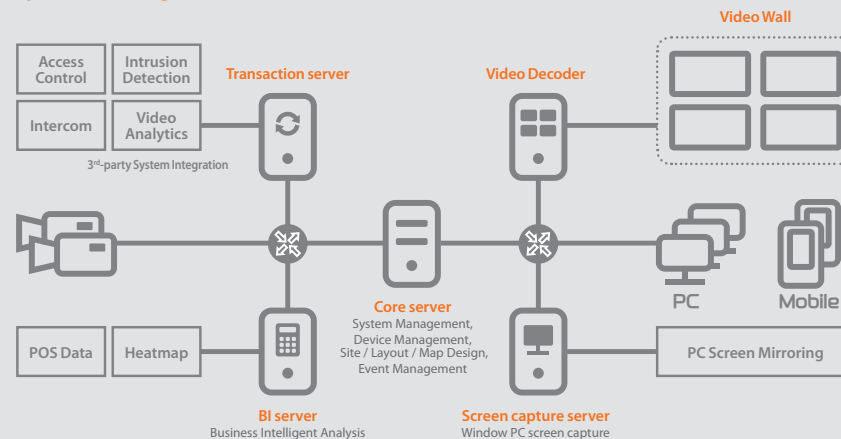 Video Wall
Access
Control
Intrusion
Detection
Transaction server
Video Decoder
Intercom
Video
Analytics
3rd-party System Integration
PC
Mobile
Core server
System Management,
Device Management,
Site / Layout / Map Design,
Event Management
POS Data
Heatmap
PC Screen Mirroring
BI server
Business Intelligent Analysis
Screen capture server
Window PC screen capture